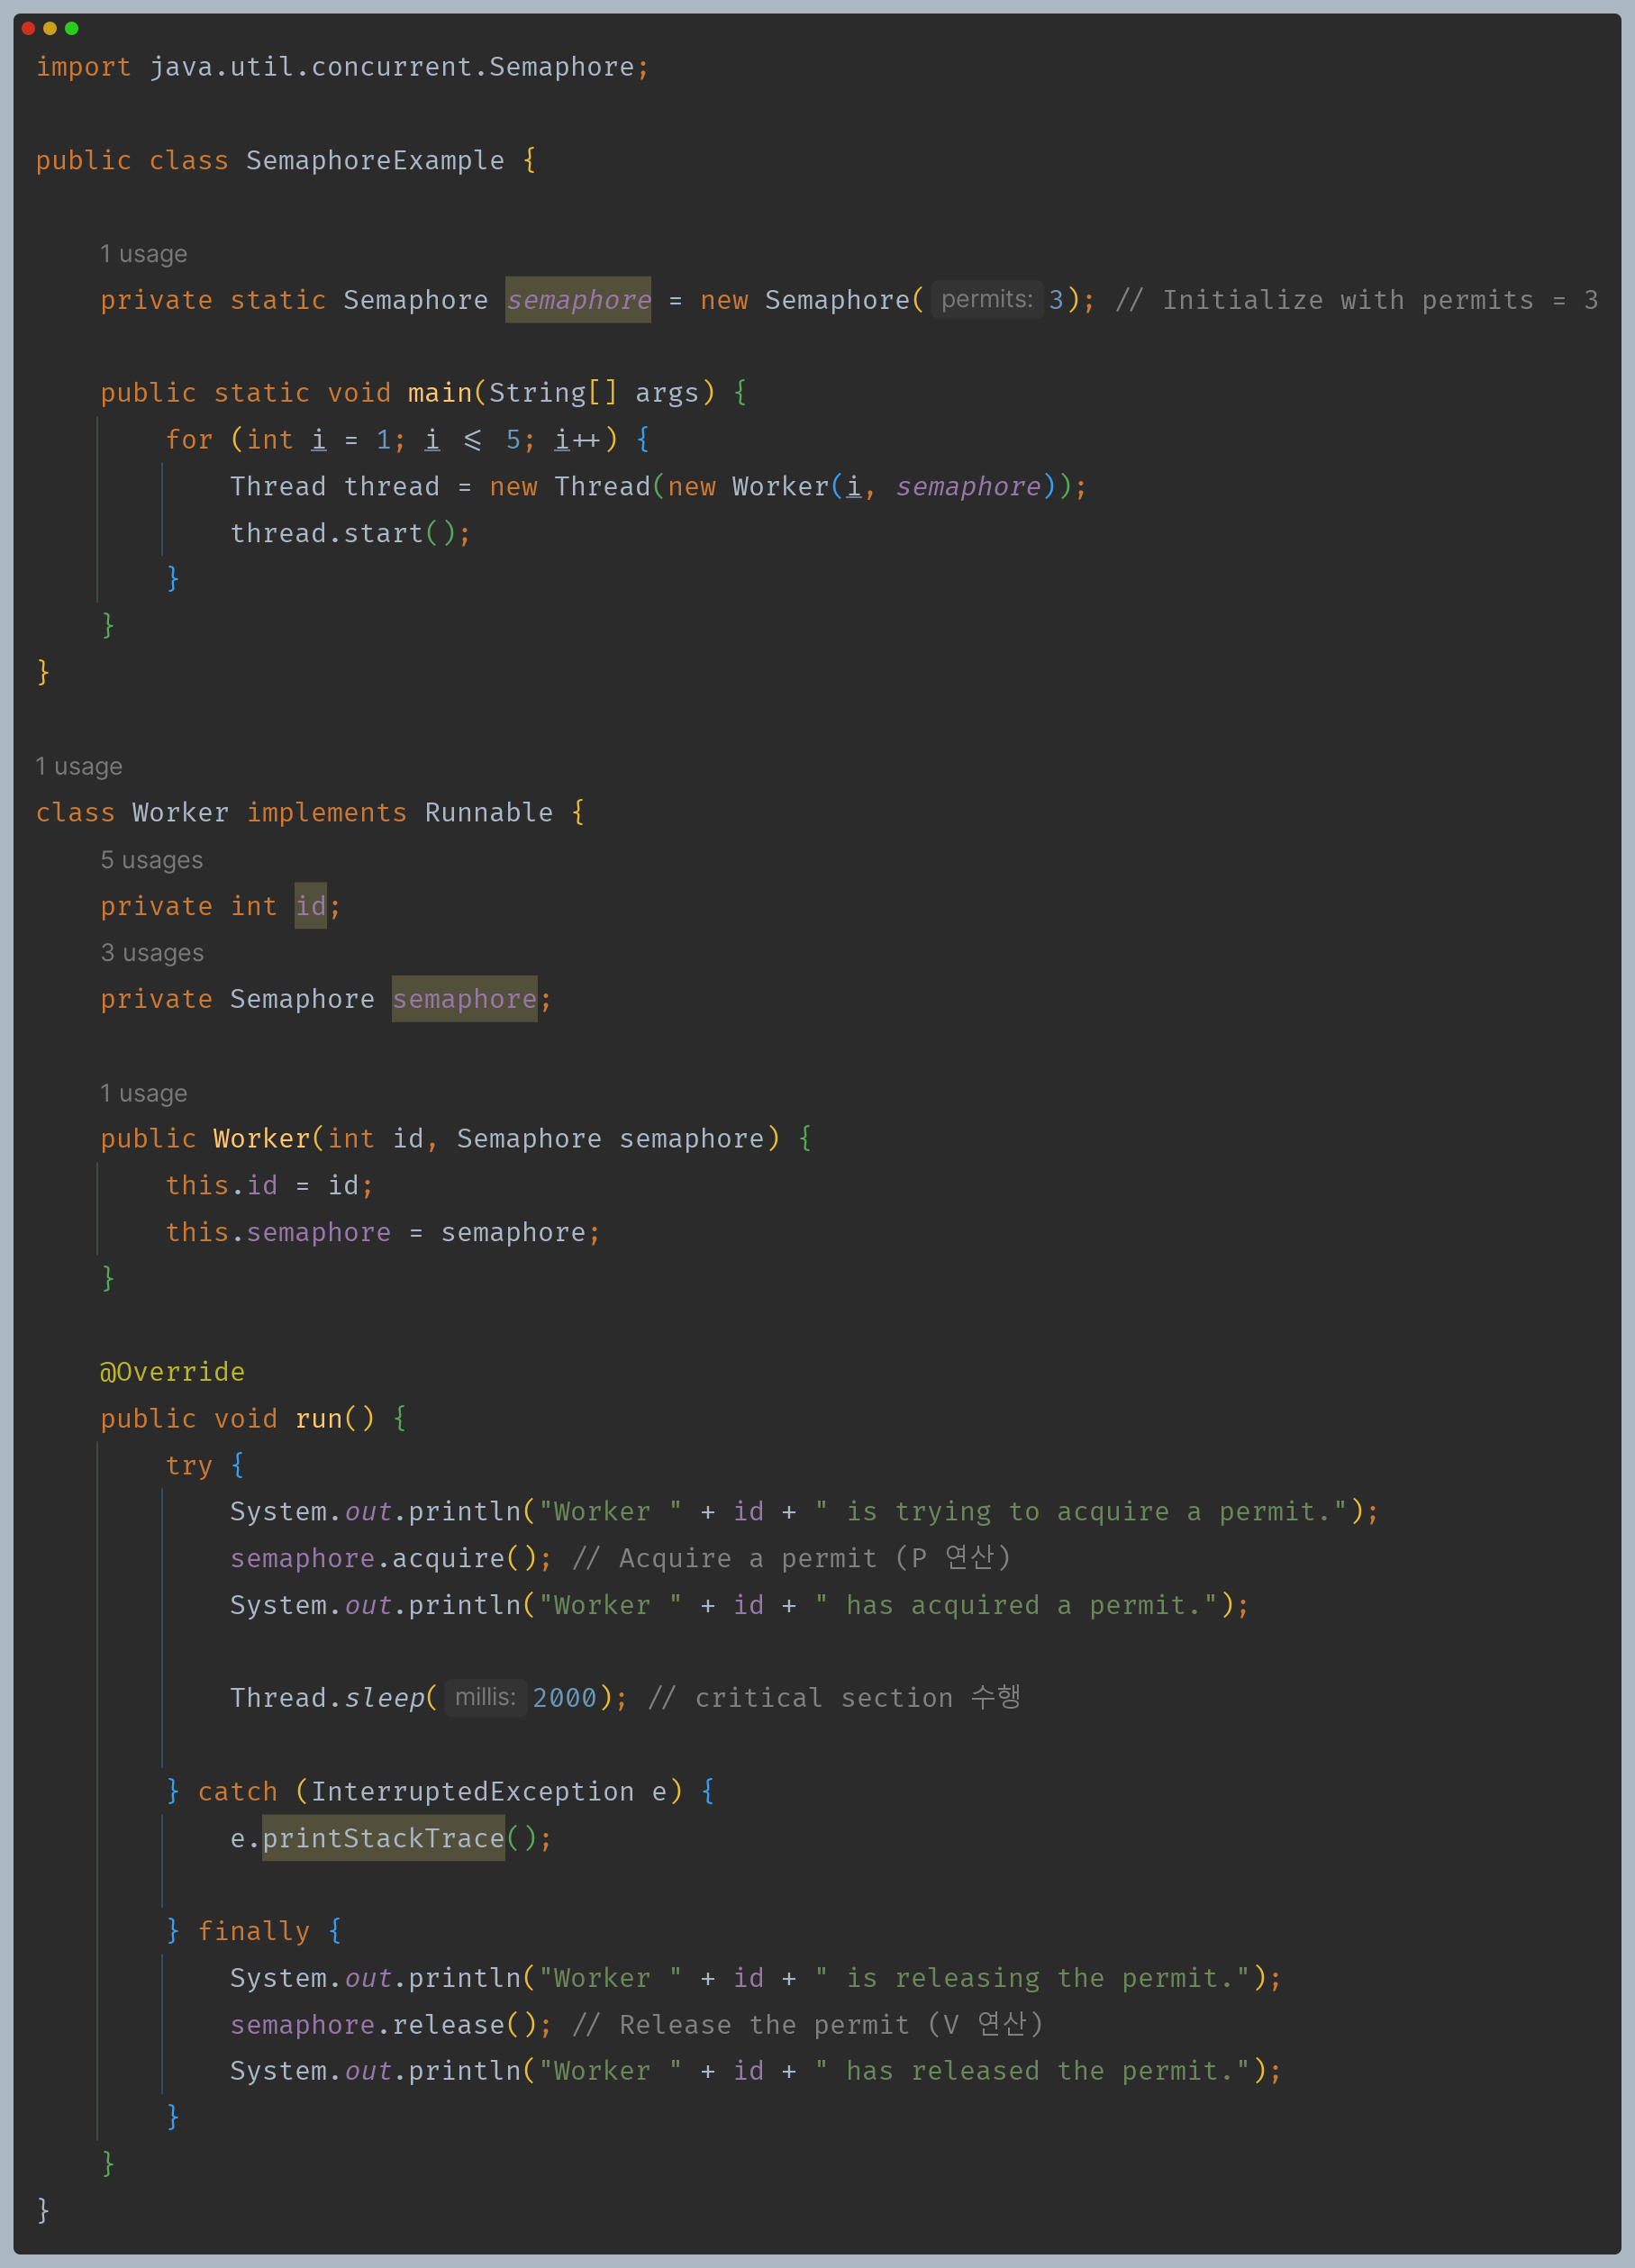 import java.util.concurrent.Semaphore;
public class SemaphoreExample {
1 usage
private static Semaphore semaphore = new Semaphore( permits: 3); // Initialize with permits = 3
public static void main(String[] args) {
for (int i = 1; i <= 5; i++) {
Thread thread = new Thread(new Worker(i, semaphore));
thread.start();
}
}
}
1 usage
class Worker implements Runnable {
5 usages
private int id;
3 usages
private Semaphore semaphore;
1 usage
public Worker(int id, Semaphore semaphore) {
this.id = id;
this.semaphore = semaphore;
}
@Override
public void run() {
try {
System.out.println("Worker " + id + " is trying to acquire a permit.");
semaphore.acquire(); // Acquire a permit (P 연산)
System.out.println("Worker " + id + " has acquired a permit.");
Thread.sleep( millis: 2000); // critical section 수행
} catch (InterruptedException e) {
e.printStackTrace();
} finally {
System.out.println("Worker " + id + " is releasing the permit.");
semaphore.release(); // Release the permit (V 연산)
System.out.println("Worker " + id + " has released the permit.");
}
}
}